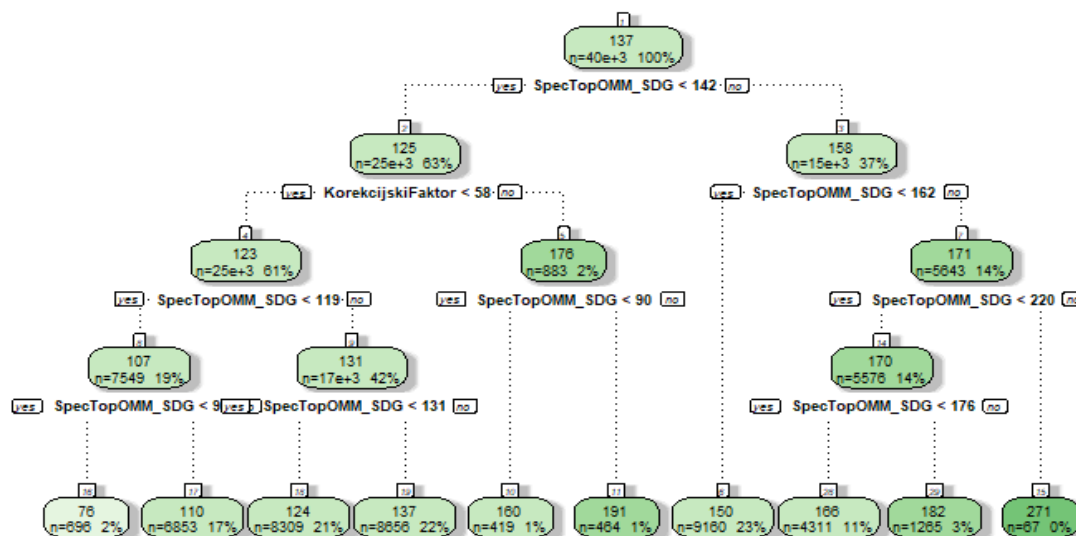 1
137
n=40e+3 100%
yes SpecTopOMM_SDG < 142 no
2
3
125
n=25e+3 63%
158
n=15e+3 37%
yes KorekcijskiFaktor < 58 no
yes SpecTopOMM_SDG < 162 no
4
5
7
123
n=25e+3 61%
176
n=883 2%
171
n=5643 14%
yes SpecTopOMM_SDG < 119 no
yes SpecTopOMM_SDG < 90 no
yes SpecTopOMM_SDG < 220 no
8
9
14
107
n=7549 19%
131
n=17e+3 42%
170
n=5576 14%
yes SpecTopOMM_SDG < 9
yes SpecTopOMM_SDG < 131 no
yes SpecTopOMM_SDG < 176 no
16
17
18
19
10
11
6
28
29
15
76
n=696 2%
110
n=6853 17%
124
n=8309 21%
137
n=8656 22%
160
n=419 1%
191
n=464 1%
150
n=9160 23%
166
n=4311 11%
182
n=1265 3%
271
n=67 0%